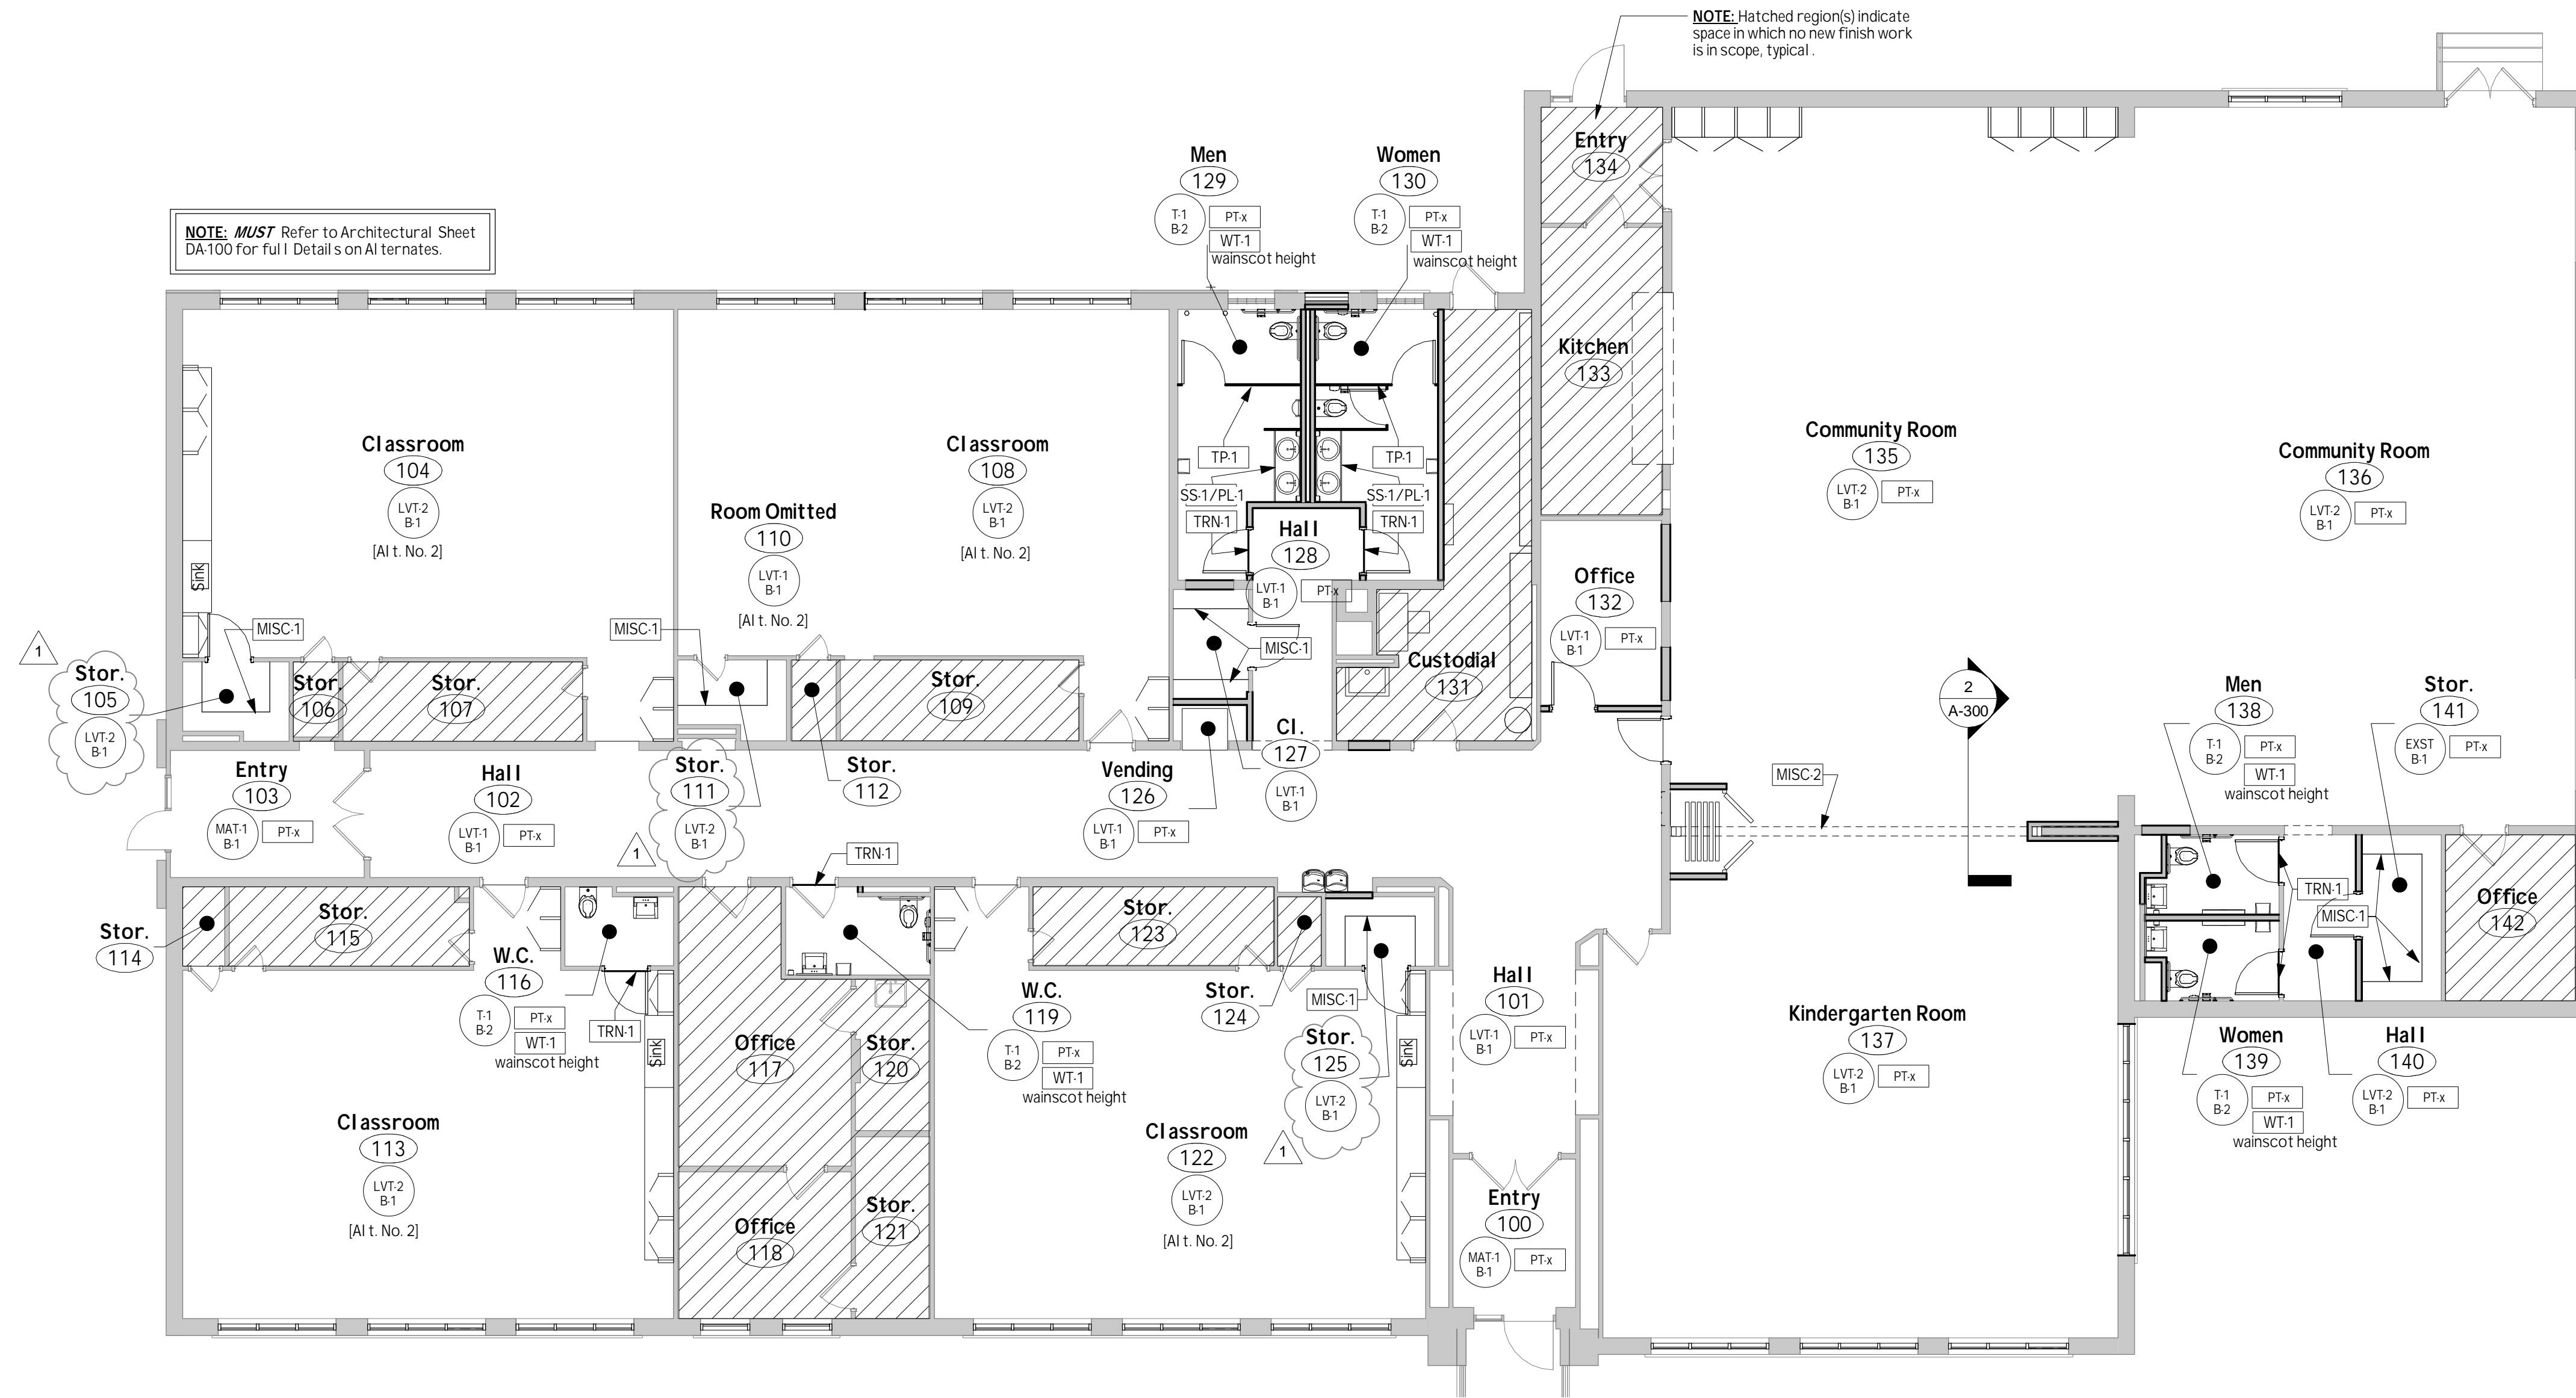 NOTE: Hatched region(s) indicate
space in which no new finish work
is in scope, typical.
NOTE: MUST Refer to Architectural Sheet
DA-100 for full Details on Alternates.
Men
129
T-1
B-2
PT-x
WT-1
wainscot height
Women
130
T-1
B-2
PT-x
WT-1
wainscot height
Entry
134
Kitchen
133
Classroom
104
LVT-2
B-1
[Alt. No. 2]
Sink
Room Omitted
110
LVT-1
B-1
[Alt. No. 2]
Classroom
108
LVT-2
B-1
[Alt. No. 2]
TP-1
TP-1
SS-1/PL-1
SS-1/PL-1
TRN-1
TRN-1
Hall
128
LVT-1
B-1
PT-x
Community Room
135
LVT-2
B-1
PT-x
Community Room
136
LVT-2
B-1
PT-x
Office
132
LVT-1
B-1
PT-x
1
Stor.
105
LVT-2
B-1
MISC-1
Stor.
106
Stor.
107
MISC-1
Stor.
109
MISC-1
Custodial
131
2
A-300
Men
138
T-1
B-2
PT-x
WT-1
wainscot height
Stor.
141
EXST
B-1
PT-x
Entry
103
MAT-1
B-1
PT-x
Hall
102
LVT-1
B-1
PT-x
1
Stor.
111
LVT-2
B-1
Stor.
112
Vending
126
LVT-1
B-1
PT-x
Cl.
127
LVT-1
B-1
MISC-2
TRN-1
Stor.
114
Stor.
115
W.C.
116
T-1
B-2
PT-x
WT-1
wainscot height
TRN-1
Sink
Office
117
Stor.
120
Office
118
Stor.
121
W.C.
119
T-1
B-2
PT-x
WT-1
wainscot height
Stor.
123
Stor.
124
MISC-1
Stor.
125
LVT-2
B-1
1
Sink
Hall
101
LVT-1
B-1
PT-x
TRN-1
MISC-1
Office
142
Kindergarten Room
137
LVT-2
B-1
PT-x
Women
139
T-1
B-2
PT-x
WT-1
wainscot height
Hall
140
LVT-2
B-1
PT-x
Classroom
113
LVT-2
B-1
[Alt. No. 2]
Classroom
122
LVT-2
B-1
[Alt. No. 2]
Entry
100
MAT-1
B-1
PT-x